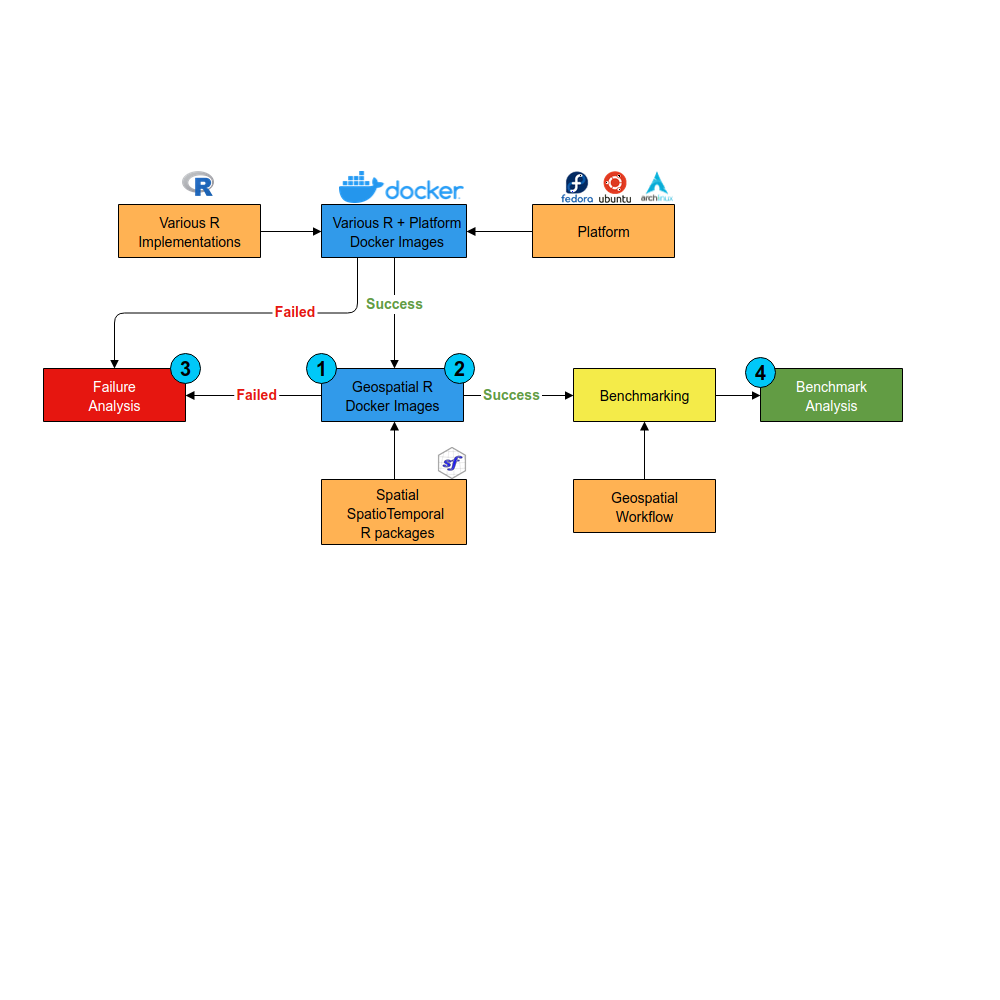 R
docker
fedora
ubuntu
archlinux
Various R
Implementations
Various R + Platform
Docker Images
Platform
Failed
Success
3
Failure
Analysis
Failed
1
2
Geospatial R
Docker Images
Success
Benchmarking
4
Benchmark
Analysis
sf
Spatial
SpatioTemporal
R packages
Geospatial
Workflow